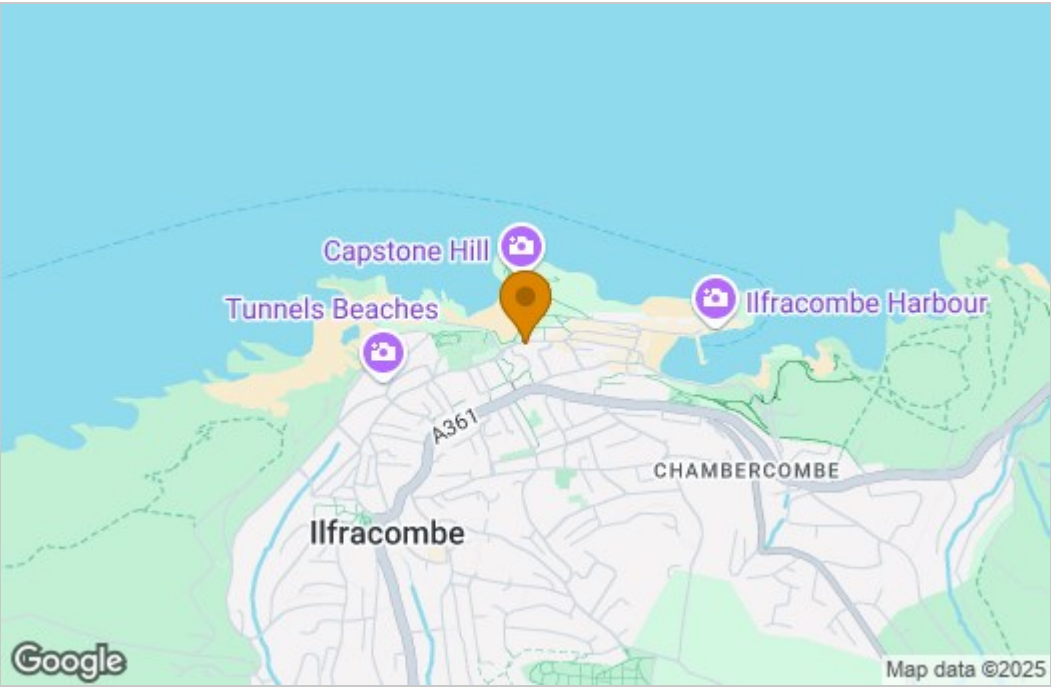 Capstone Hill
Ilfracombe Harbour
Tunnels Beaches
A361
CHAMBERCOMBE
Ilfracombe
Google
Map data ©2025